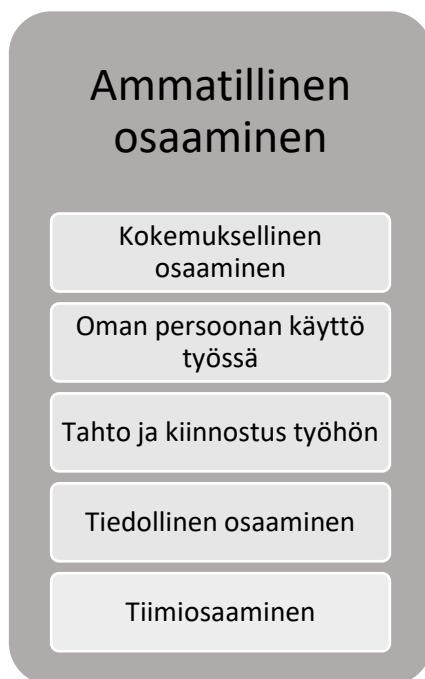 Ammatillinen
osaaminen
Kokemuksellinen
osaaminen
Oman persoonan käyttö
työssä
Tahto ja kiinnostus työhön
Tiedollinen osaaminen
Tiimiosaaminen